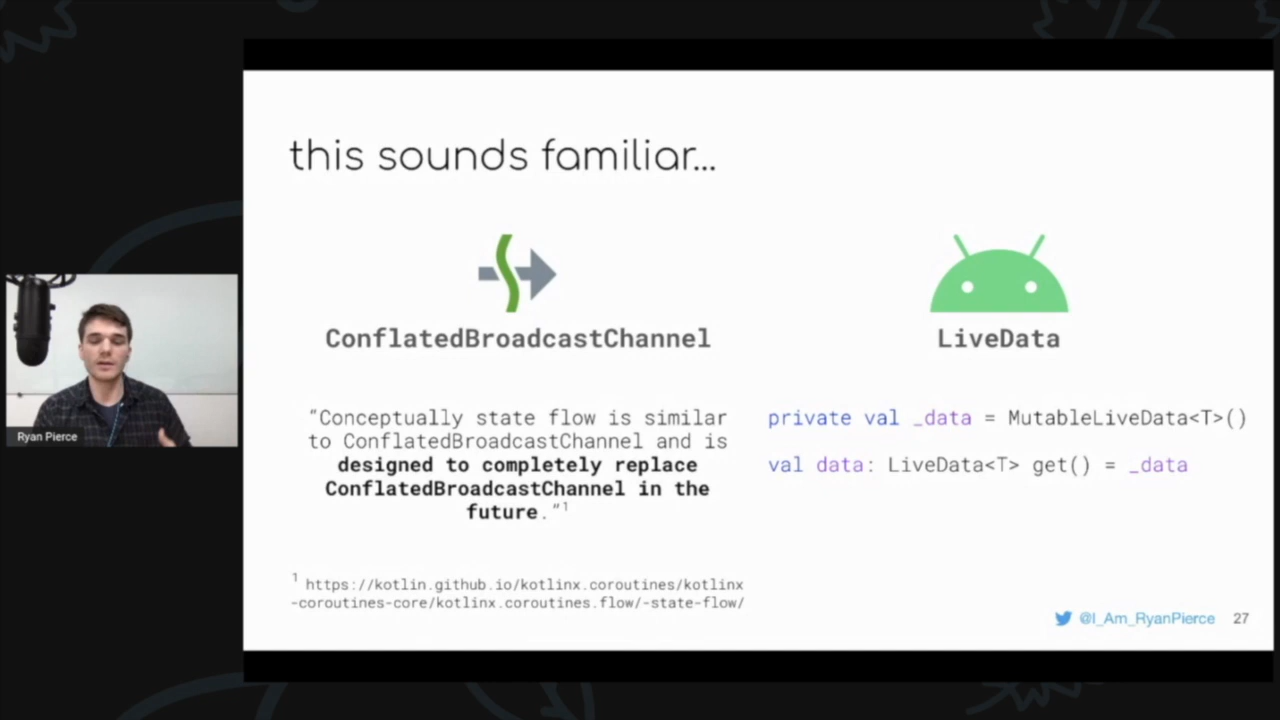 this sounds familiar...
ConflatedBroadcastChannel
“Conceptually state flow is similar
to ConflatedBroadcastChannel and is
designed to completely replace
ConflatedBroadcastChannel in the
future.”1
1 https://kotlin.github.io/kotlinx.coroutines/kotlinx
-coroutines-core/kotlinx.coroutines.flow/-state-flow/
LiveData
private val _data = MutableLiveData<T>()
val data: LiveData<T> get() = _data
@I_Am_RyanPierce 27
Ryan Pierce